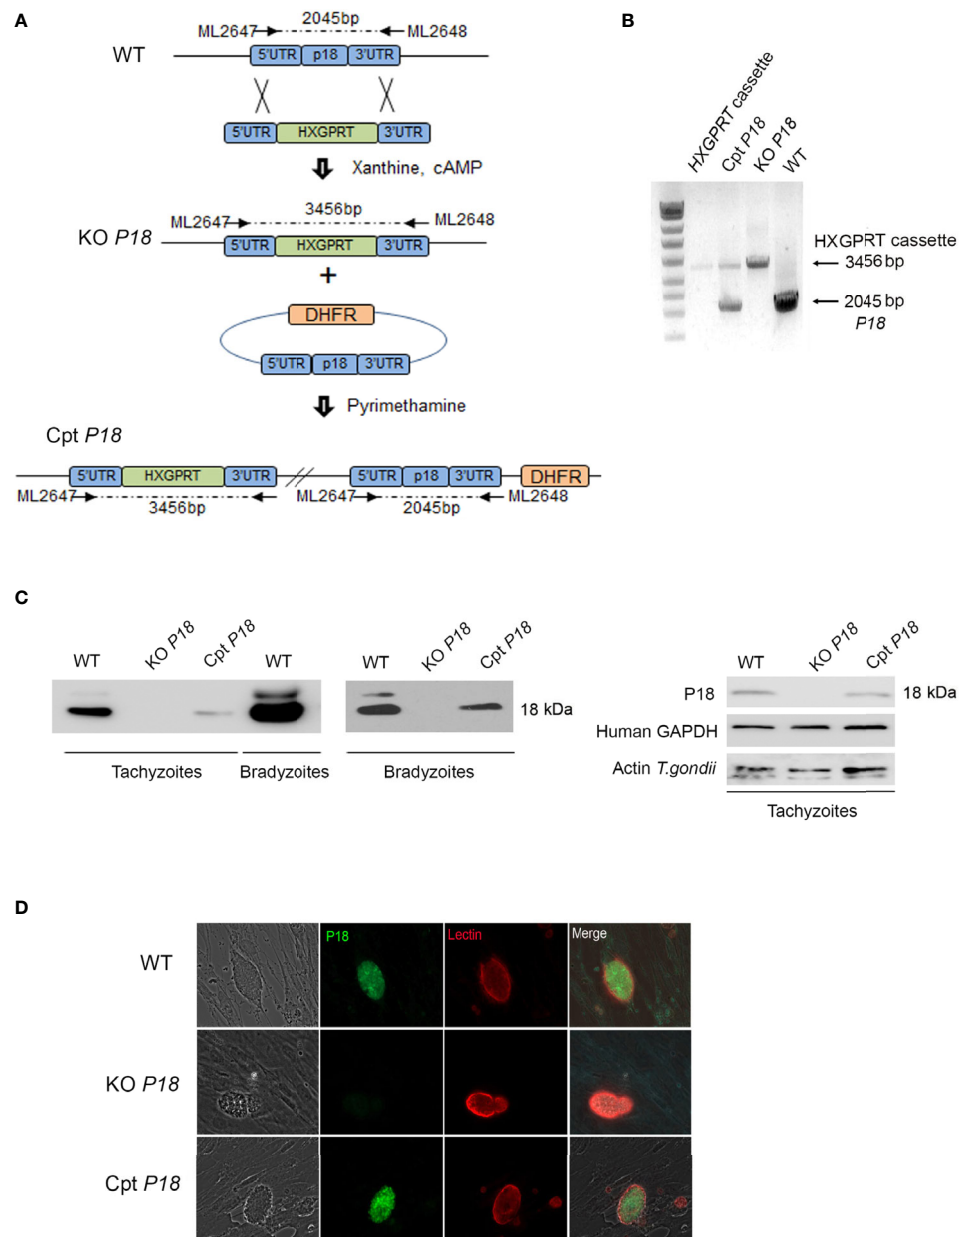 A
2045bp
ML2647
ML2648
WT
5'UTR p18 3'UTR
5'UTR HXGPRT 3'UTR
Xanthine, cAMP
3456bp
ML2647
ML2648
KO P18
5'UTR HXGPRT 3'UTR
+
DHFR
5'UTR p18 3'UTR
Pyrimethamine
Cpt P18
5'UTR HXGPRT 3'UTR // 5'UTR p18 3'UTR DHFR
ML2647 ML2647 ML2648
3456bp 2045bp
B
HXGPRT cassette
Cpt P18
KO P18
WT
HXGPRT cassette
3456 bp
2045 bp
P18
C
WT KO P18 Cpt P18 WT
Tachyzoites Bradyzoites
WT KO P18 Cpt P18
18 kDa
Bradyzoites
WT KO P18 Cpt P18
P18 18 kDa
Human GAPDH
Actin T.gondii
Tachyzoites
D
P18 Lectin Merge
WT
KO P18
Cpt P18